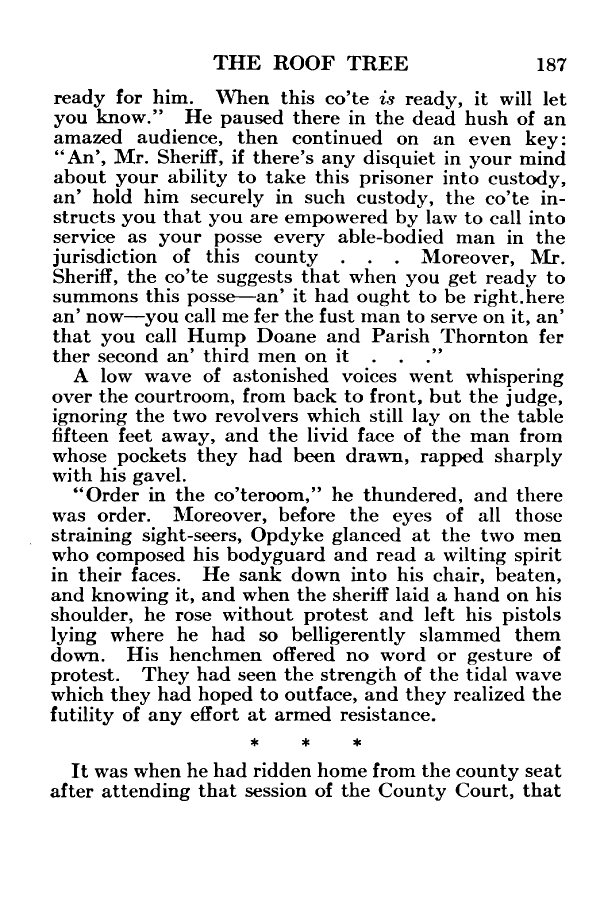 THE ROOF TREE 187
ready for him. When this co'te is ready, it will let
you know." He paused there in the dead hush of an
amazed audience, then continued on an even key:
"An', Mr. Sheriff, if there's any disquiet in your mind
about your ability to take this prisoner into custody,
an' hold him securely in such custody, the co'te in-
structs you that you are empowered by law to call into
service as your posse every able-bodied man in the
jurisdiction of this county . . . Moreover, Mr.
Sheriff, the co'te suggests that when you get ready to
summons this posse—an' it had ought to be right.here
an' now—you call me fer the fust man to serve on it, an'
that you call Hump Doane and Parish Thornton fer
ther second an' third men on it . . ."
A low wave of astonished voices went whispering
over the courtroom, from back to front, but the judge,
ignoring the two revolvers which still lay on the table
fifteen feet away, and the livid face of the man from
whose pockets they had been drawn, rapped sharply
with his gavel.
"Order in the co'teroom," he thundered, and there
was order. Moreover, before the eyes of all those
straining sight-seers, Opdyke glanced at the two men
who composed his bodyguard and read a wilting spirit
in their faces. He sank down into his chair, beaten,
and knowing it, and when the sheriff laid a hand on his
shoulder, he rose without protest and left his pistols
lying where he had so belligerently slammed them
down. His henchmen offered no word or gesture of
protest. They had seen the strength of the tidal wave
which they had hoped to outface, and they realized the
futility of any effort at armed resistance.
* * *
It was when he had ridden home from the county seat
after attending that session of the County Court, that